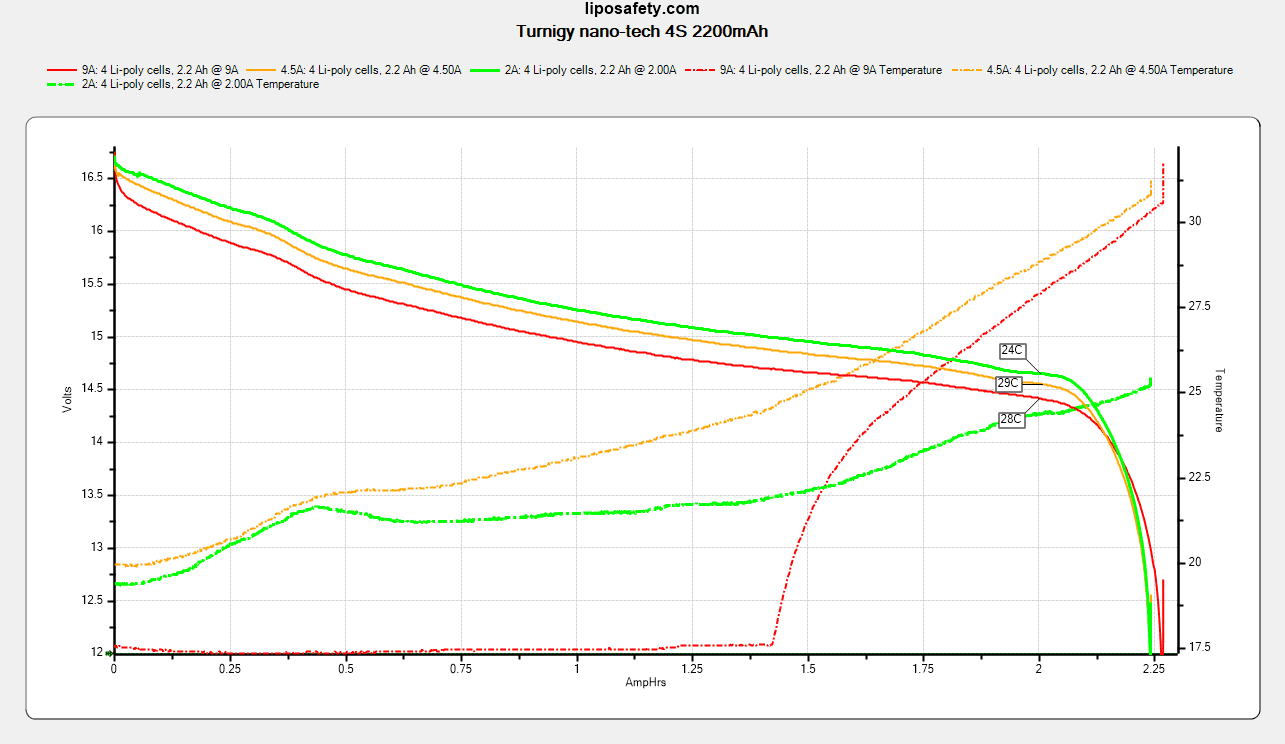 liposafety.com
Turnigy nano-tech 4S 2200mAh
9A: 4 Li-poly cells, 2.2 Ah @ 9A 4.5A: 4 Li-poly cells, 2.2 Ah @ 4.50A 2A: 4 Li-poly cells, 2.2 Ah @ 2.00A 9A: 4 Li-poly cells, 2.2 Ah @ 9A Temperature 4.5A: 4 Li-poly cells, 2.2 Ah @ 4.50A Temperature
2A: 4 Li-poly cells, 2.2 Ah @ 2.00A Temperature
16.5
16
15.5
15
14.5
14
13.5
13
12.5
12
Volts
24C
29C
28C
30
27.5
25
22.5
20
17.5
Temperature
0 0.25 0.5 0.75 1 1.25 1.5 1.75 2 2.25
AmpHrs